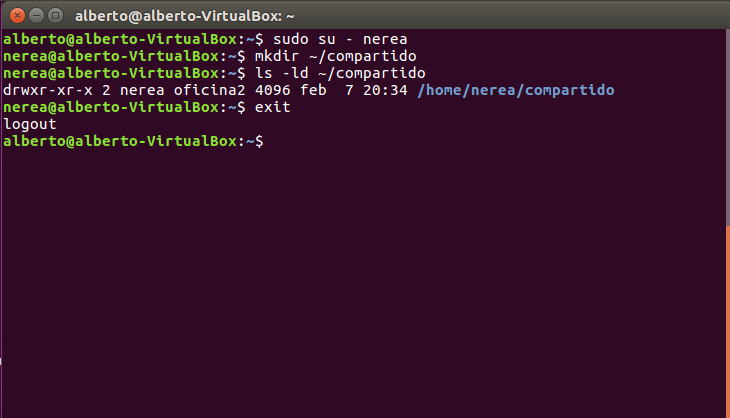 alberto@alberto-VirtualBox: ~
alberto@alberto-VirtualBox:~$ sudo su - nerea
nerea@alberto-VirtualBox:~$ mkdir ~/compartido
nerea@alberto-VirtualBox:~$ ls -ld ~/compartido
drwxr-xr-x 2 nerea oficina2 4096 feb  7 20:34 /home/nerea/compartido
nerea@alberto-VirtualBox:~$ exit
logout
alberto@alberto-VirtualBox:~$